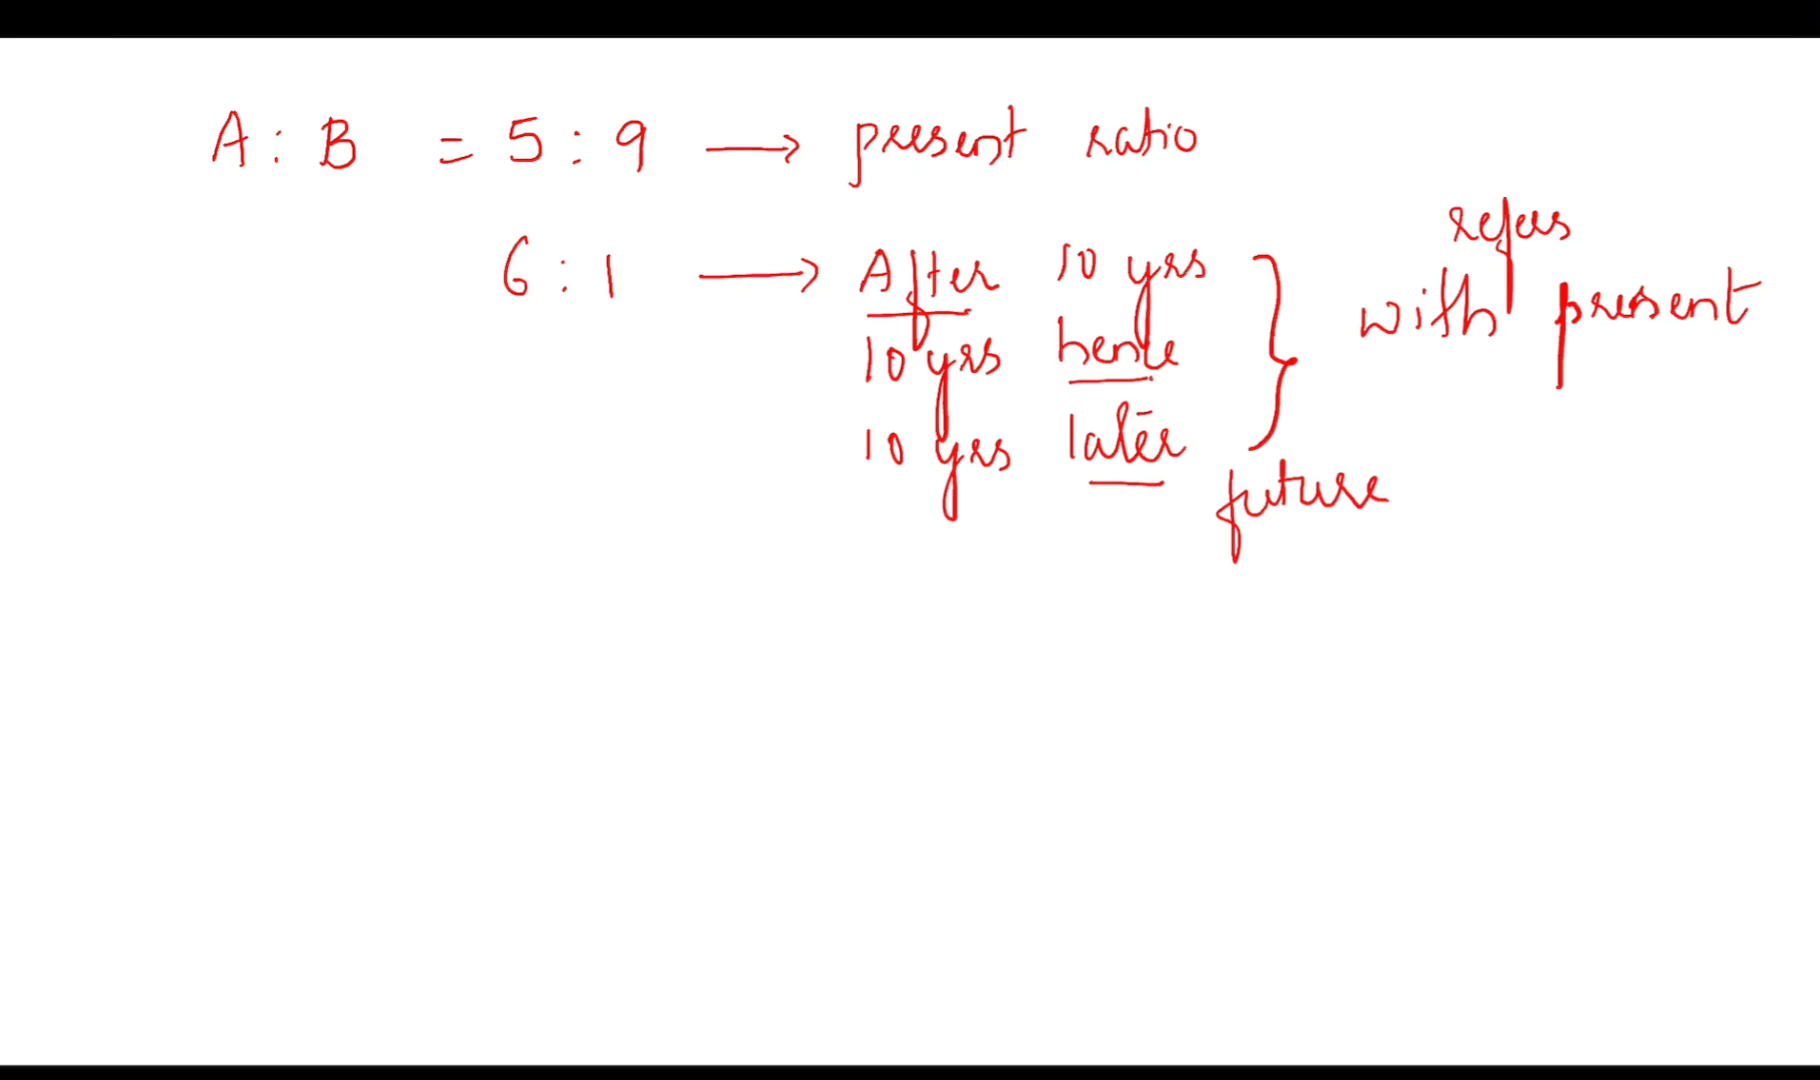 A : B = 5 : 9 → present ratio
6 : 1 → After 10 yrs
10 yrs hence
10 yrs later
future
refers
with present